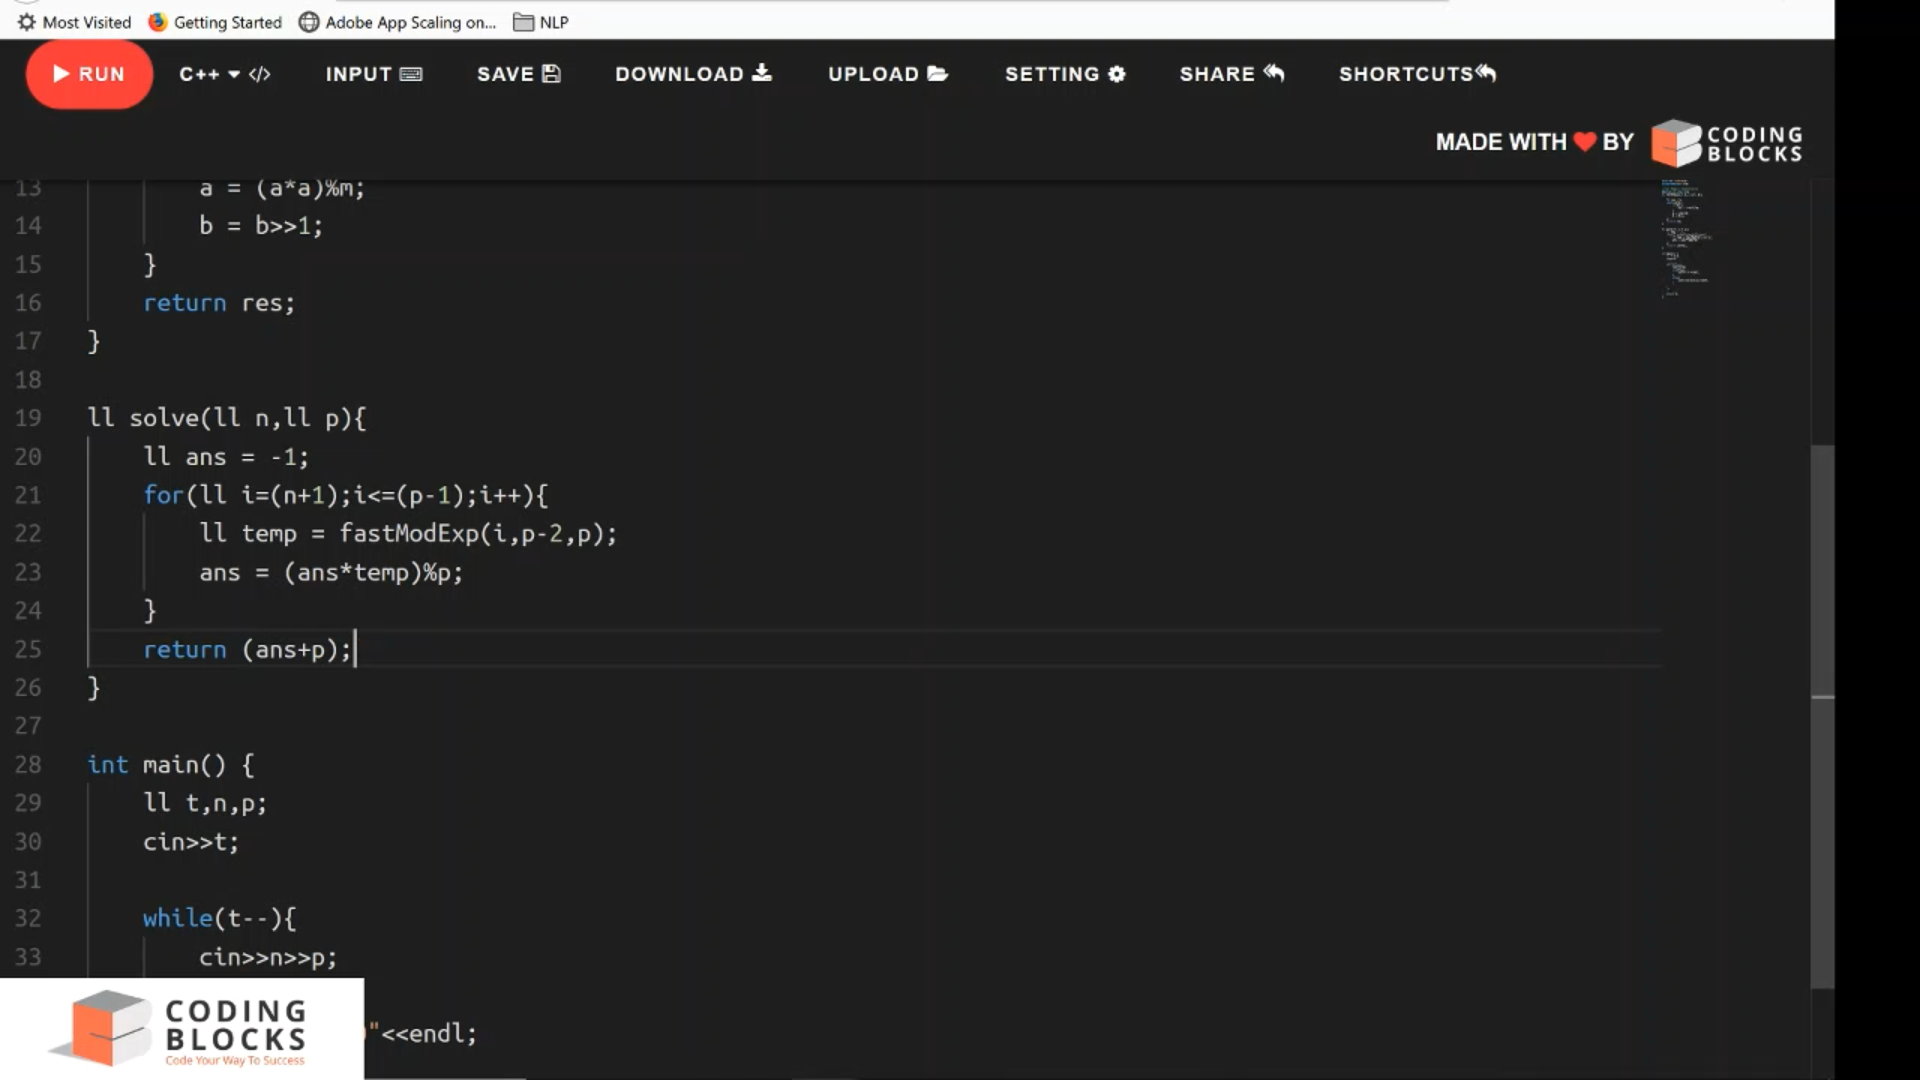 Most Visited Getting Started Adobe App Scaling on... NLP
RUN C++ </> INPUT SAVE DOWNLOAD UPLOAD SETTING SHARE SHORTCUTS
MADE WITH BY CODING BLOCKS
13 a = (a*a)%m;
14 b = b>>1;
15 }
16 return res;
17 }
18
19 ll solve(ll n,ll p){
20 ll ans = -1;
21 for(ll i=(n+1);i<=(p-1);i++){
22 ll temp = fastModExp(i,p-2,p);
23 ans = (ans*temp)%p;
24 }
25 return (ans+p);
26 }
27
28 int main() {
29 ll t,n,p;
30 cin>>t;
31
32 while(t--){
33 cin>>n>>p;
"<<endl;
CODING
BLOCKS
Code Your Way To Success